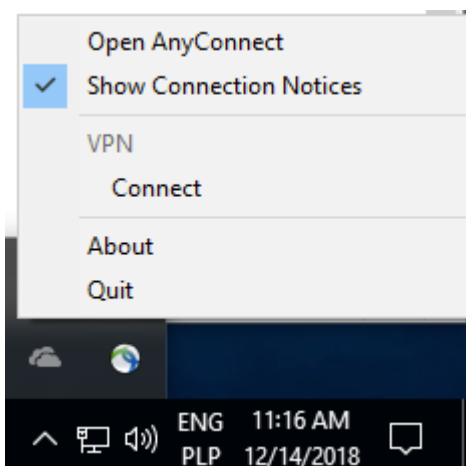 Open AnyConnect
Show Connection Notices
VPN
Connect
About
Quit
ENG 11:16 AM
PLP 12/14/2018